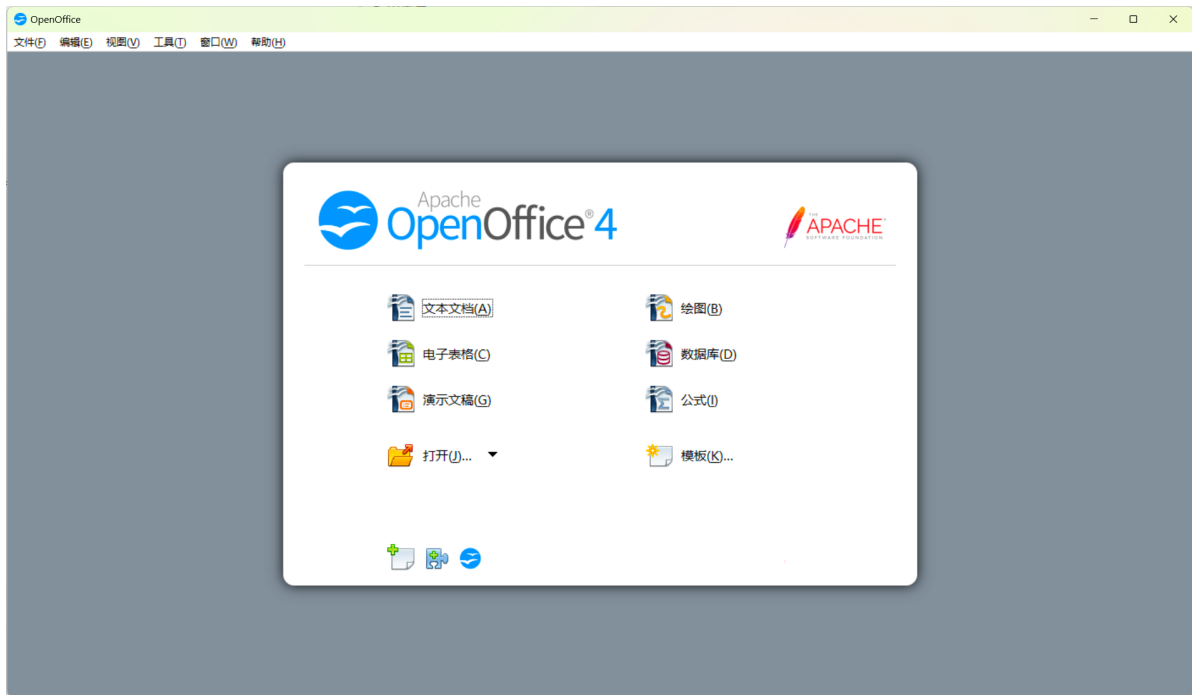 OpenOffice
文件(F) 编辑(E) 视图(V) 工具(T) 窗口(W) 帮助(H)
Apache
OpenOffice® 4
THE
APACHE
SOFTWARE FOUNDATION
文本文档(A) 绘图(B)
电子表格(C) 数据库(D)
演示文稿(G) 公式(I)
打开(J)... 模板(K)...